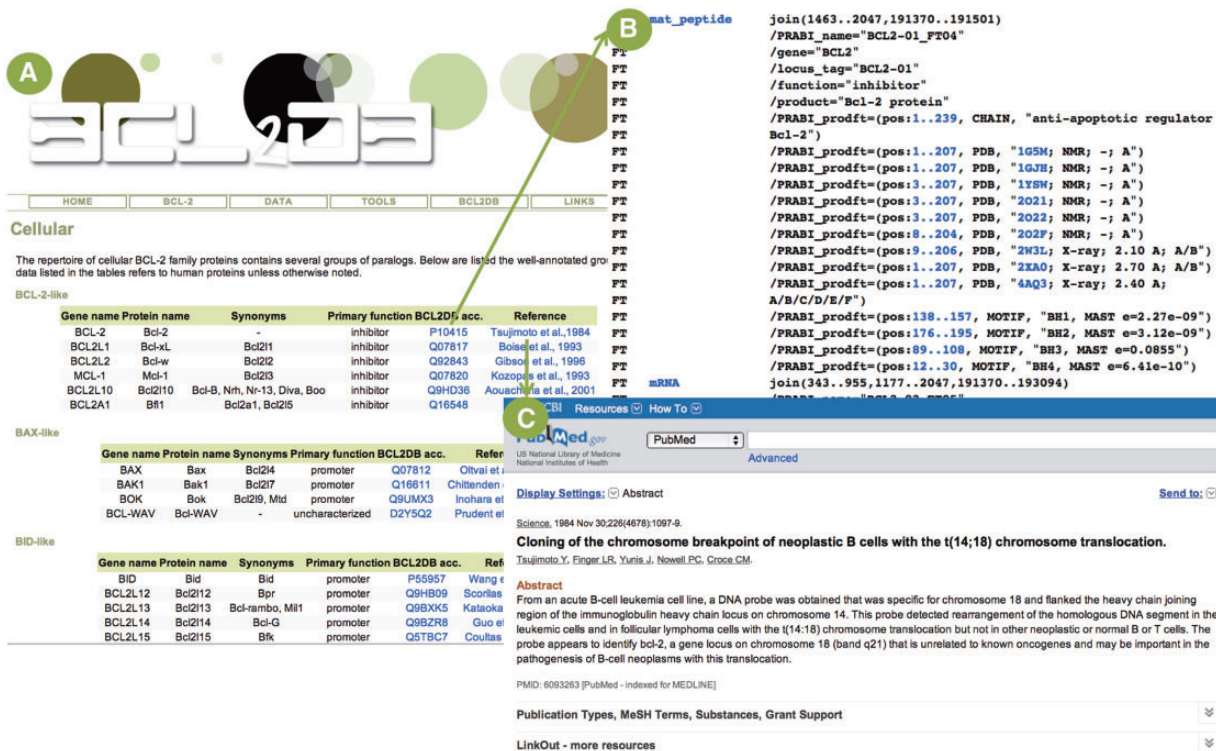 A
BCL2DB
HOME BCL-2 DATA TOOLS BCL2DB LINKS
Cellular
The repertoire of cellular BCL-2 family proteins contains several groups of paralogs. Below are listed the well-annotated
data listed in the tables refers to human proteins unless otherwise noted.
BCL-2-like
Gene name Protein name Synonyms Primary function BCL2DB acc. Reference
BCL-2 Bcl-2 - inhibitor P10415 Tsujimoto et al.,1984
BCL2L1 Bcl-xL Bcl2l1 inhibitor Q07817 Boise et al., 1993
BCL2L2 Bcl-w Bcl2l2 inhibitor Q92843 Gibson et al., 1996
MCL-1 Mcl-1 Bcl2l3 inhibitor Q07820 Kozopas et al., 1993
BCL2L10 Bcl2l10 Bcl-B, Nrh, Nr-13, Diva, Boo inhibitor Q9HD36 Aouacheria et al., 2001
BCL2A1 Bfl1 Bcl2a1, Bcl2l5 inhibitor Q16548
BAX-like
Gene name Protein name Synonyms Primary function BCL2DB acc.
BAX Bax Bcl2l4 promoter Q07812 Oltvai et
BAK1 Bak1 Bcl2l7 promoter Q16611 Chittenden
BOK Bok Bcl2l9, Mtd promoter Q9UMX3 Inohara et
BCL-WAV Bcl-WAV - uncharacterized D2Y5Q2 Prudent et
BID-like
Gene name Protein name Synonyms Primary function BCL2DB acc.
BID Bid Bid promoter P55957 Wang
BCL2L12 Bcl2l12 Bpr promoter Q9HB09 Scorilas
BCL2L13 Bcl2l13 Bcl-rambo, Mil1 promoter Q9BXK5 Kataoka
BCL2L14 Bcl2l14 Bcl-G promoter Q9BZR8 Guo et
BCL2L15 Bcl2l15 Bfk promoter Q5TBC7 Coultas
B
mat_peptide join(1463..2047,191370..191501)
/PRABI_name="BCL2-01_FT04"
FT /gene="BCL2"
FT /locus_tag="BCL2-01"
FT /function="inhibitor"
FT /product="Bcl-2 protein"
FT /PRABI_prodft=(pos:1..239, CHAIN, "anti-apoptotic regulator
FT Bcl-2")
FT /PRABI_prodft=(pos:1..207, PDB, "1G5M; NMR; -; A")
FT /PRABI_prodft=(pos:1..207, PDB, "1GJH; NMR; -; A")
FT /PRABI_prodft=(pos:3..207, PDB, "1YSW; NMR; -; A")
FT /PRABI_prodft=(pos:3..207, PDB, "2O21; NMR; -; A")
FT /PRABI_prodft=(pos:3..207, PDB, "2O22; NMR; -; A")
FT /PRABI_prodft=(pos:8..204, PDB, "2O2F; NMR; -; A")
FT /PRABI_prodft=(pos:9..206, PDB, "2W3L; X-ray; 2.10 A; A/B")
FT /PRABI_prodft=(pos:1..207, PDB, "2XA0; X-ray; 2.70 A; A/B")
FT /PRABI_prodft=(pos:1..207, PDB, "4AQ3; X-ray; 2.40 A;
FT A/B/C/D/E/F")
FT /PRABI_prodft=(pos:138..157, MOTIF, "BH1, MAST e=2.27e-09")
FT /PRABI_prodft=(pos:176..195, MOTIF, "BH2, MAST e=3.12e-09")
FT /PRABI_prodft=(pos:89..108, MOTIF, "BH3, MAST e=0.0855")
FT /PRABI_prodft=(pos:12..30, MOTIF, "BH4, MAST e=6.41e-10")
FT mRNA join(343..955,1177..2047,191370..193094)
C
CBI Resources How To
PubMed.gov
US National Library of Medicine
National Institutes of Health
PubMed
Advanced
Display Settings: Abstract Send to:
Science. 1984 Nov 30;226(4678):1097-9.
Cloning of the chromosome breakpoint of neoplastic B cells with the t(14;18) chromosome translocation.
Tsujimoto Y, Finger LR, Yunis J, Nowell PC, Croce CM.
Abstract
From an acute B-cell leukemia cell line, a DNA probe was obtained that was specific for chromosome 18 and flanked the heavy chain joining
region of the immunoglobulin heavy chain locus on chromosome 14. This probe detected rearrangement of the homologous DNA segment in the
leukemic cells and in follicular lymphoma cells with the t(14:18) chromosome translocation but not in other neoplastic or normal B or T cells. The
probe appears to identify bcl-2, a gene locus on chromosome 18 (band q21) that is unrelated to known oncogenes and may be important in the
pathogenesis of B-cell neoplasms with this translocation.
PMID: 6093263 [PubMed - indexed for MEDLINE]
Publication Types, MeSH Terms, Substances, Grant Support
LinkOut - more resources